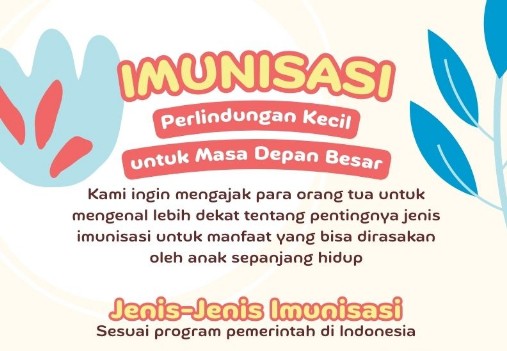 IMUNISASI
Perlindungan Kecil
untuk Masa Depan Besar
Kami ingin mengajak para orang tua untuk
mengenal lebih dekat tentang pentingnya jenis
imunisasi untuk manfaat yang bisa dirasakan
oleh anak sepanjang hidup
Jenis-Jenis Imunisasi
Sesuai program pemerintah di Indonesia